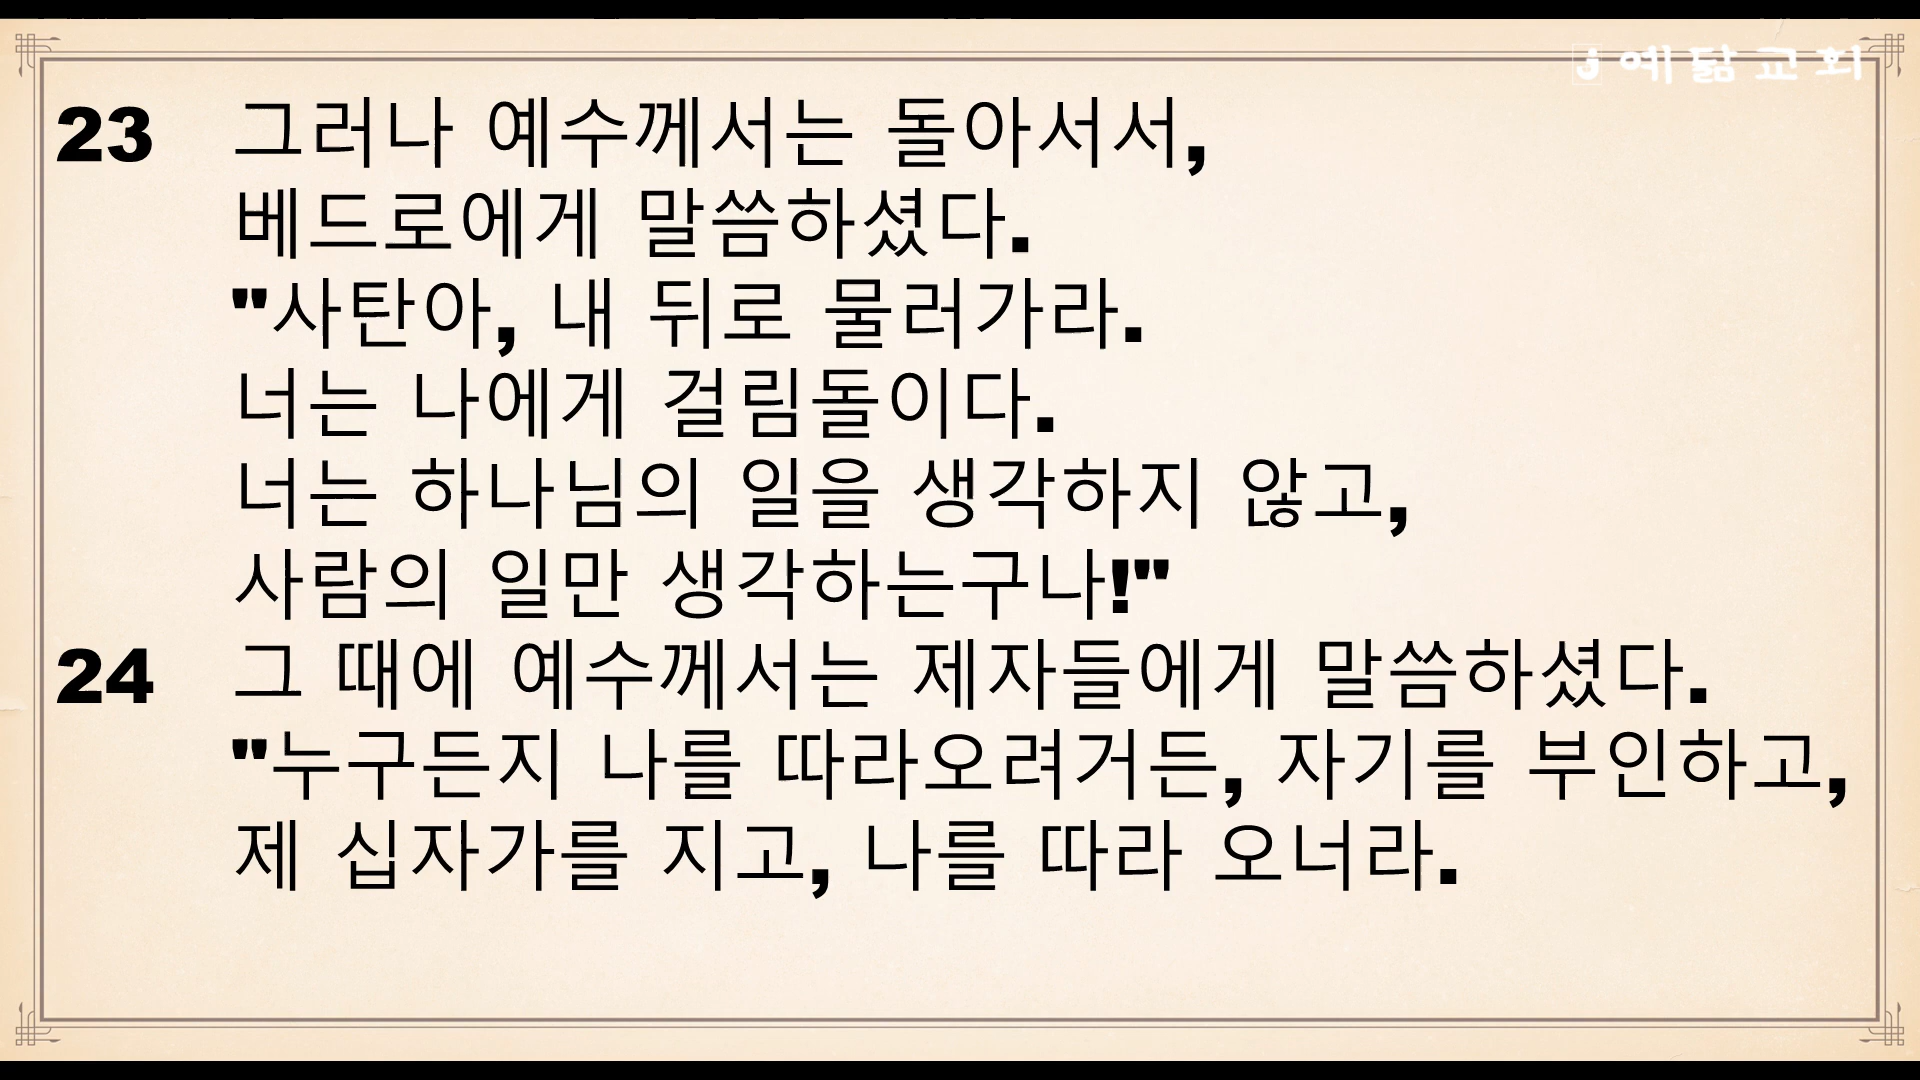 J 예닮교회
23 그러나 예수께서는 돌아서서,
베드로에게 말씀하셨다.
"사탄아, 내 뒤로 물러가라.
너는 나에게 걸림돌이다.
너는 하나님의 일을 생각하지 않고,
사람의 일만 생각하는구나!"
24 그 때에 예수께서는 제자들에게 말씀하셨다.
"누구든지 나를 따라오려거든, 자기를 부인하고,
제 십자가를 지고, 나를 따라 오너라.